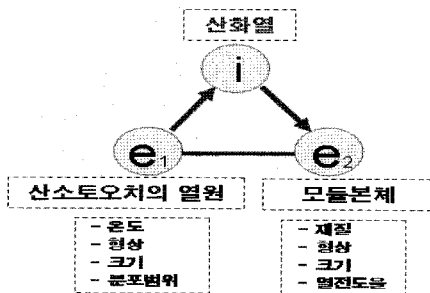 산화열
i
e1
e2
산소토오치의 열원
모듈본체
- 온도
- 형상
- 크기
- 분포범위
- 재질
- 형상
- 크기
- 열전도율